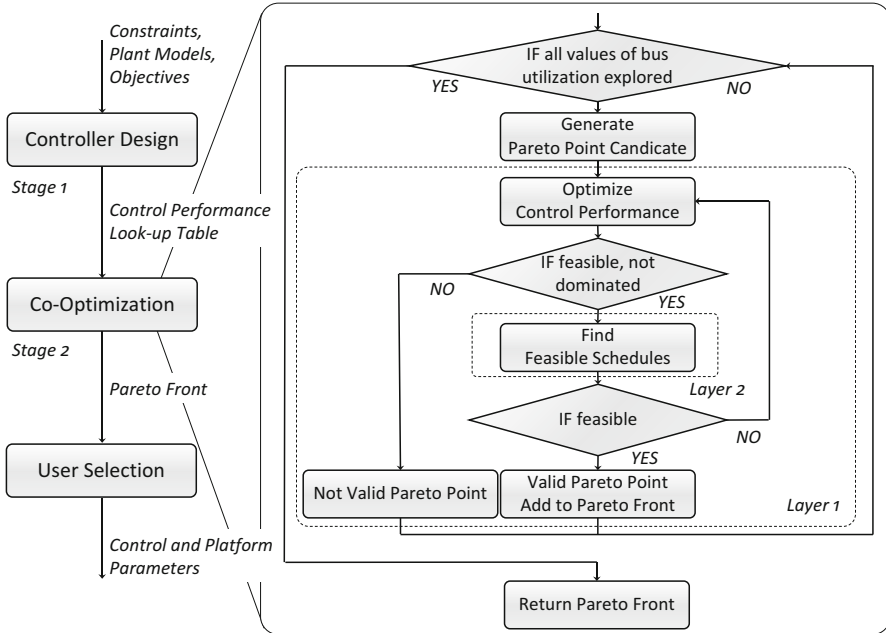 Constraints,
Plant Models,
Objectives
Controller Design
Stage 1
Control Performance
Look-up Table
Co-Optimization
Stage 2
Pareto Front
User Selection
Control and Platform
Parameters
IF all values of bus
utilization explored
YES
NO
Generate
Pareto Point Candicate
Optimize
Control Performance
IF feasible, not
dominated
NO
YES
Find
Feasible Schedules
Layer 2
IF feasible
NO
YES
Not Valid Pareto Point
Valid Pareto Point
Add to Pareto Front
Layer 1
Return Pareto Front